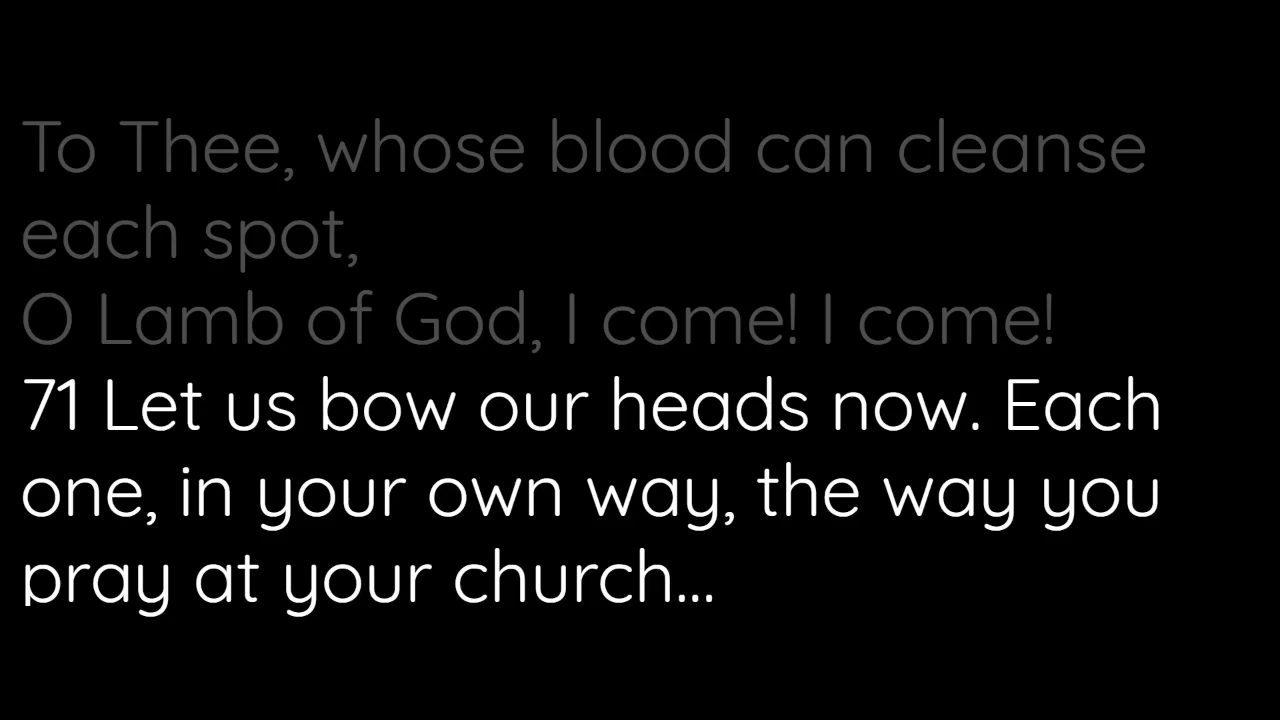 To Thee, whose blood can cleanse
each spot,
O Lamb of God, I come! I come!
71 Let us bow our heads now. Each
one, in your own way, the way you
pray at your church...